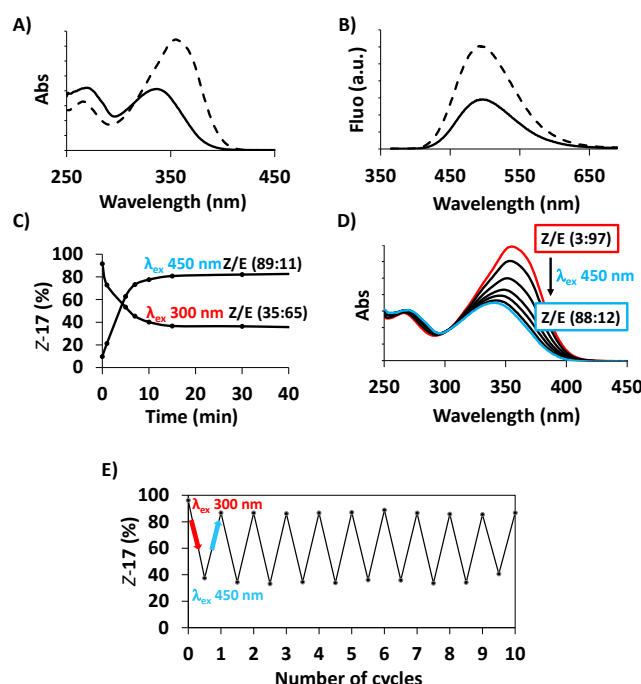 A)
Abs
250 350 450
Wavelength (nm)
B)
Fluo (a.u.)
350 450 550 650
Wavelength (nm)
C)
Z-17 (%)
100
80
60
40
20
0
λex 450 nm Z/E (89:11)
λex 300 nm Z/E (35:65)
0 10 20 30 40
Time (min)
D)
Abs
Z/E (3:97)
λex 450 nm
Z/E (88:12)
250 300 350 400 450
Wavelength (nm)
E)
Z-17 (%)
100
80
60
40
20
0
λex 300 nm
λex 450 nm
0 1 2 3 4 5 6 7 8 9 10
Number of cycles